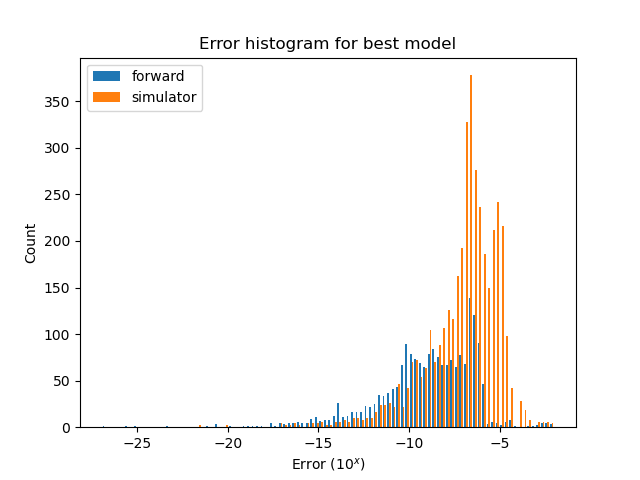 Error histogram for best model
forward
simulator
350
300
250
200
150
100
50
0
Count
−25
−20
−15
−10
−5
Error (10^x)